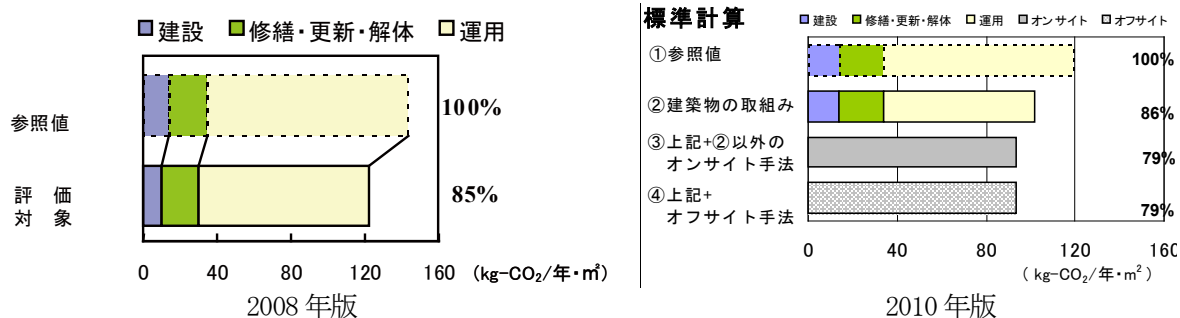 ■建設 ■修繕・更新・解体 □運用
参照値
100%
評価
対象
85%
0 40 80 120 160 (kg-CO₂/年・㎡)
2008 年版
標準計算
■建設 ■修繕・更新・解体 □運用 ■オンサイト ■オフサイト
①参照値
100%
②建築物の取組み
86%
③上記+②以外の
オンサイト手法
79%
④上記+
オフサイト手法
79%
0 40 80 120 160
( kg-CO₂/年・m² )
2010 年版